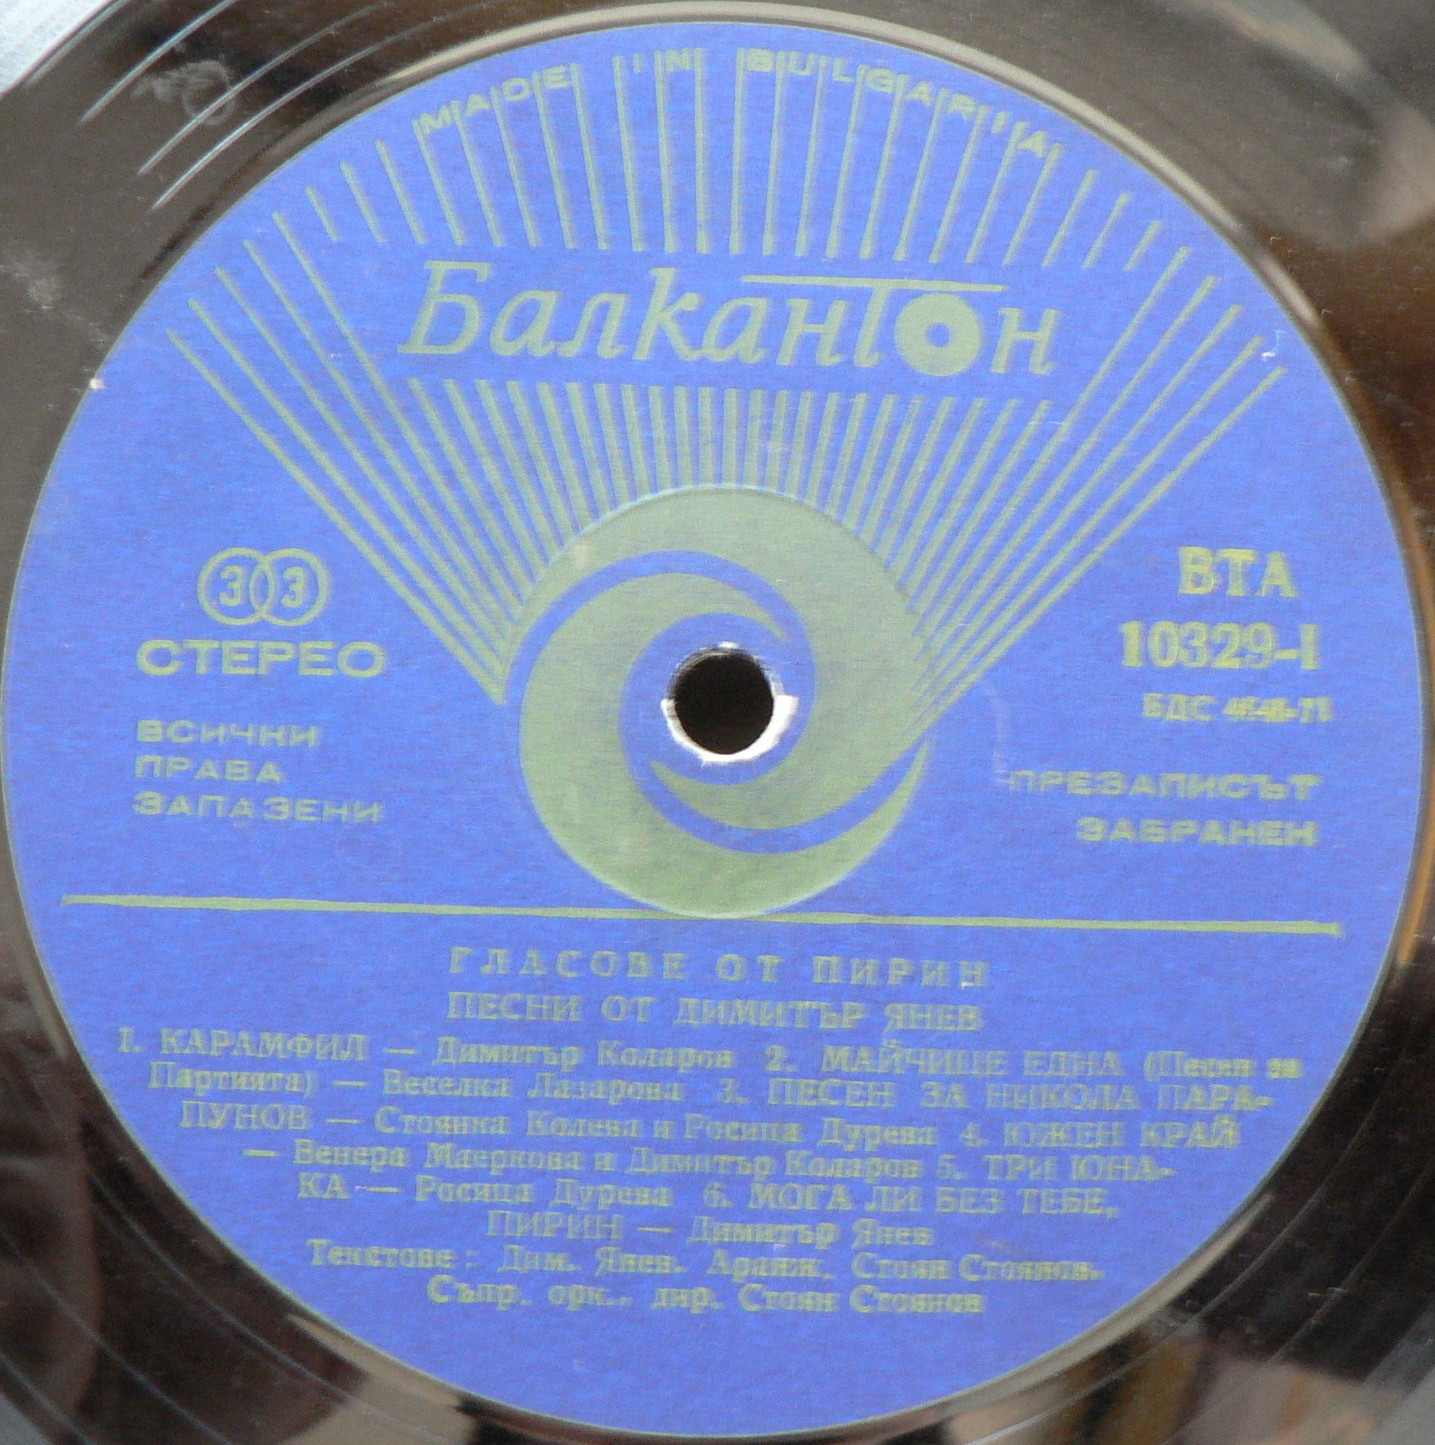 MADE IN BULGARIA
Балкантон
33
СТЕРЕО
ВСИЧКИ
ПРАВА
ЗАПАЗЕНИ
ВТА
10329-I
БДС
ПРЕЗАПИСЪТ
ЗАБРАНЕН
ГЛАСОВЕ ОТ ПИРИН
ПЕСНИ ОТ ДИМИТЪР ЯНЕВ
1. КАРАМФИЛ — Димитър Коларов 2. МАЙЧИЦЕ ЕДНА (Песен за
Партията) — Веселка Лазарова 3. ПЕСЕН ЗА НИКОЛА ПАРА-
ПУНОВ — Стоянка Колева и Росица Дурева 4. ЮЖЕН КРАЙ
— Венера Маеркова и Димитър Коларов 5. ТРИ ЮНА-
КА — Росица Дурева 6. МОГА ЛИ БЕЗ ТЕБЕ,
ПИРИН — Димитър Янев
Текстове: Дим. Янев. Аранж. Стоян Стоянов.
Съпр. орк., дир. Стоян Стоянов